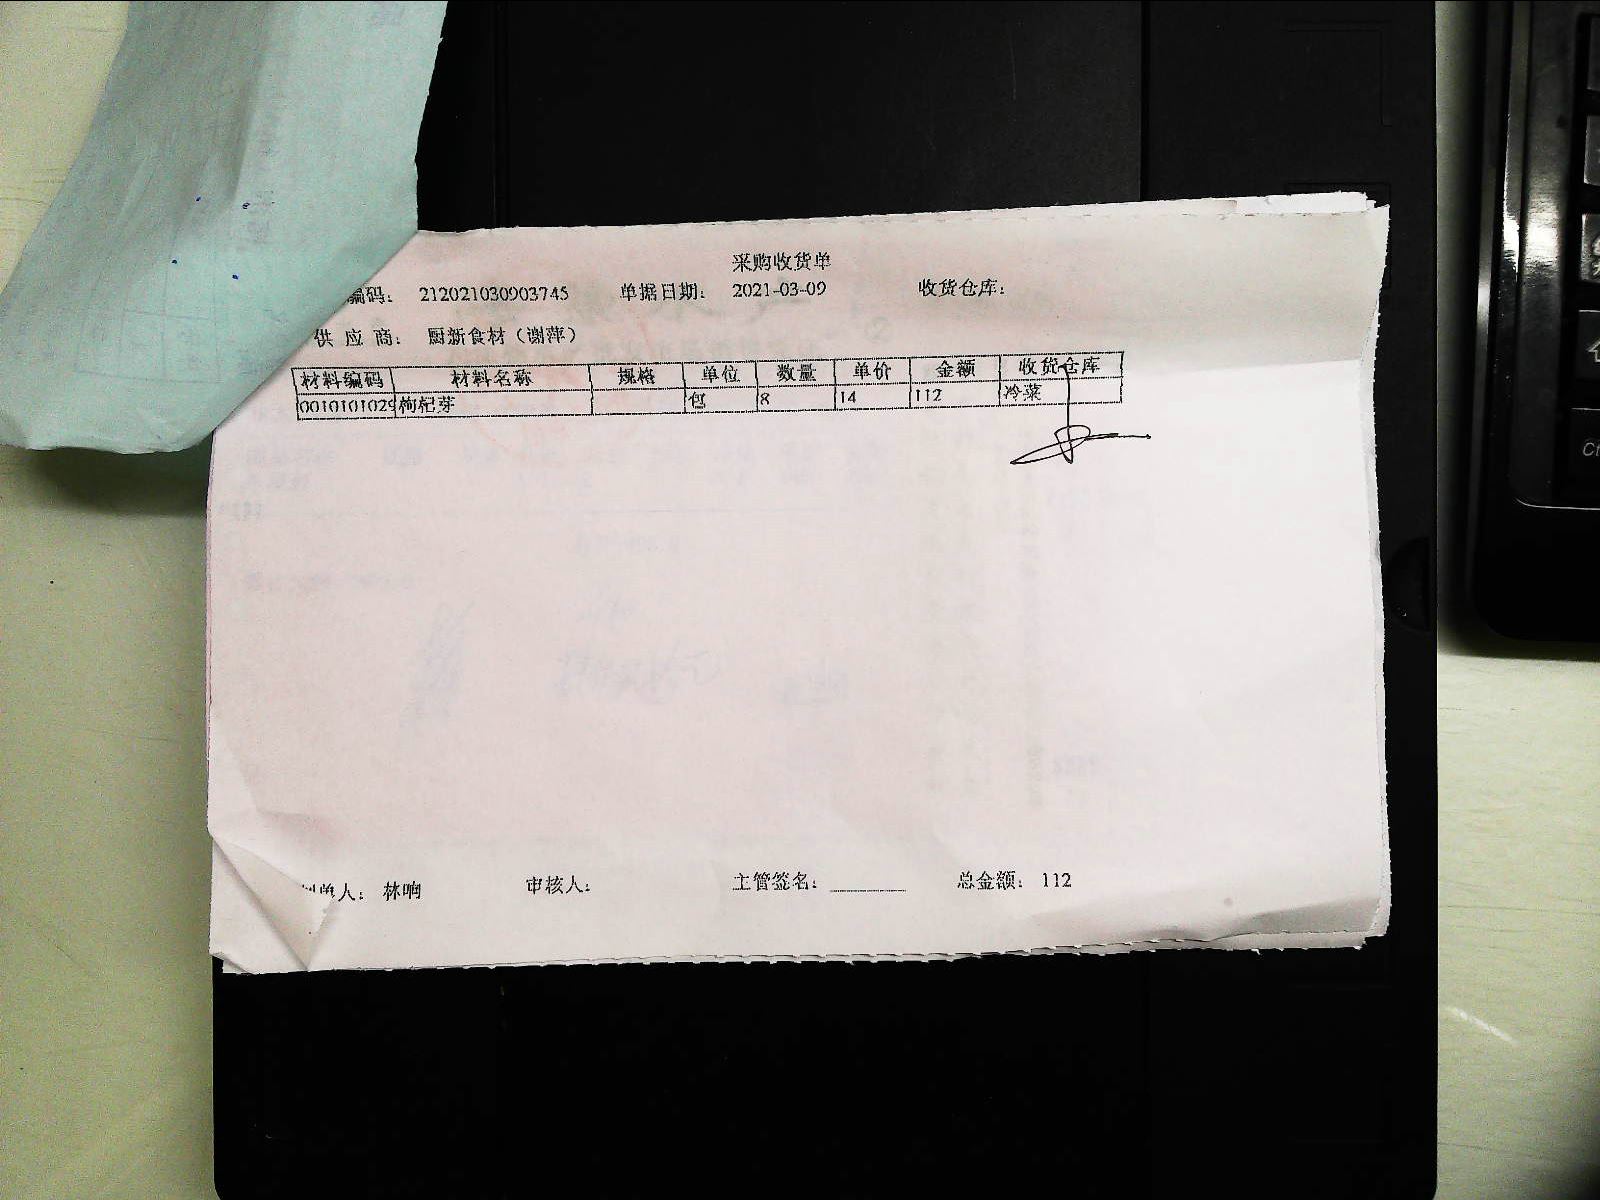 采购收货单
编码： 212021030903745 单据日期： 2021-03-09 收货仓库：
供 应 商： 厨新食材（谢萍）
材料编码 材料名称 规格 单位 数量 单价 金额 收货仓库
0010101029 枸杞芽 包 8 14 112 冷菜
制单人： 林响 审核人： 主管签名： 总金额： 112